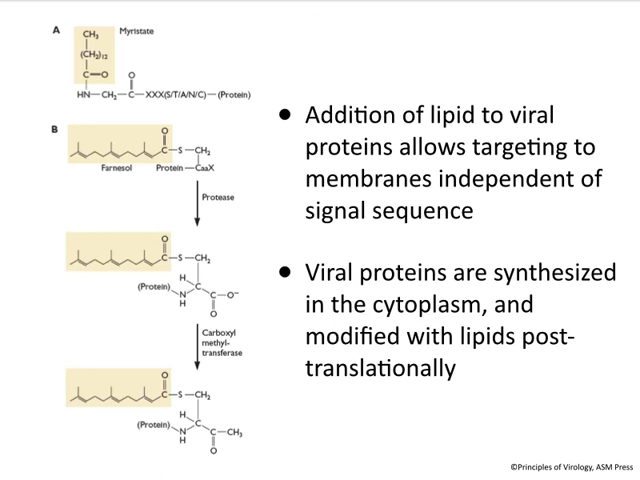 A
CH₃
Myristate
(CH₂)₁₂
C—O
O
HN—CH₂—C—XXX(S/T/A/N/C)—(Protein)
B
O
C—S—CH₂
Farnesol
Protein—CaaX
Protease
O
C—S—CH₂
H
(Protein)
N
C
C—O⁻
H
O
Carboxyl
methyl-
transferase
O
C—S—CH₂
H
(Protein)
N
C
C—CH₃
H
O
● Addition of lipid to viral
proteins allows targeting to
membranes independent of
signal sequence
● Viral proteins are synthesized
in the cytoplasm, and
modified with lipids post-
translationally
©Principles of Virology, ASM Press